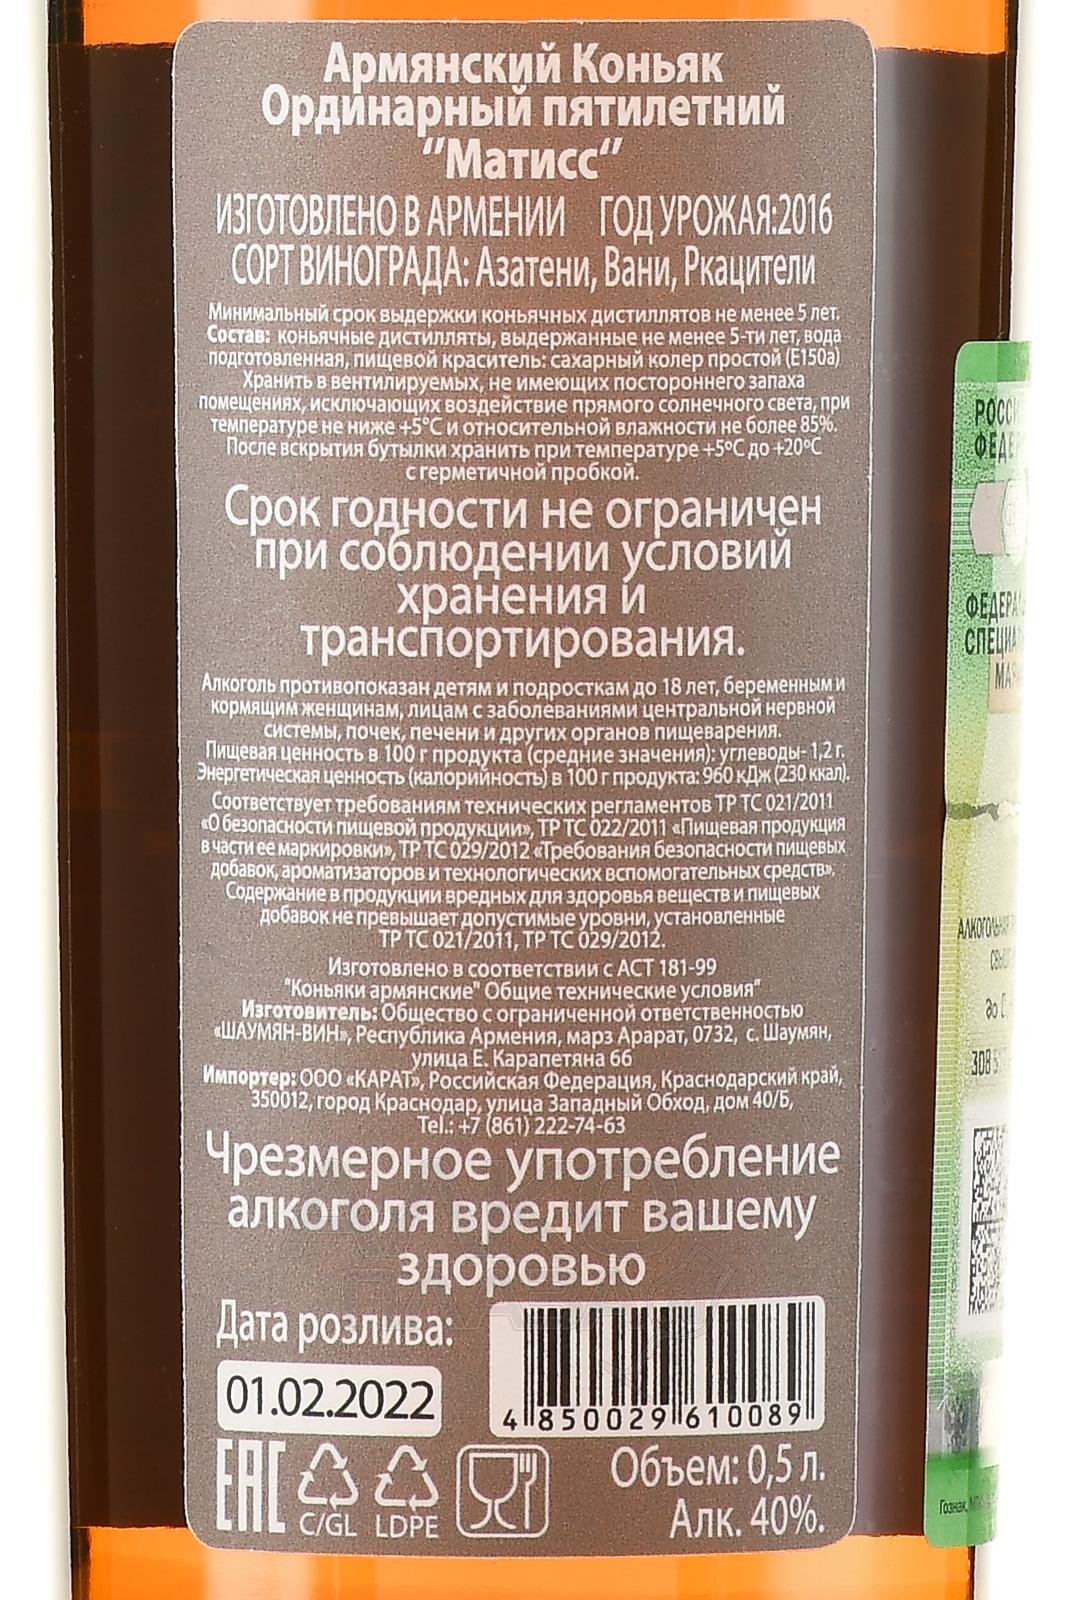 Армянский Коньяк
Ординарный пятилетний
"Матисс"
ИЗГОТОВЛЕНО В АРМЕНИИ ГОД УРОЖАЯ:2016
СОРТ ВИНОГРАДА: Азатени, Вани, Ркацители
Минимальный срок выдержки коньячных дистиллятов не менее 5 лет.
Состав: коньячные дистилляты, выдержанные не менее 5-ти лет, вода
подготовленная, пищевой краситель: сахарный колер простой (Е150а)
Хранить в вентилируемых, не имеющих постороннего запаха
помещениях, исключающих воздействие прямого солнечного света, при
температуре не ниже +5°С и относительной влажности не более 85%.
После вскрытия бутылки хранить при температуре +5ºС до +20ºС
с герметичной пробкой.
Срок годности не ограничен
при соблюдении условий
хранения и
транспортирования.
Алкоголь противопоказан детям и подросткам до 18 лет, беременным и
кормящим женщинам, лицам с заболеваниями центральной нервной
системы, почек, печени и других органов пищеварения.
Пищевая ценность в 100 г продукта (средние значения): углеводы- 1,2 г.
Энергетическая ценность (калорийность) в 100 г продукта: 960 кДж (230 ккал).
Соответствует требованиям технических регламентов ТР ТС 021/2011
«О безопасности пищевой продукции», ТР ТС 022/2011 «Пищевая продукция
в части ее маркировки», ТР ТС 029/2012 «Требования безопасности пищевых
добавок, ароматизаторов и технологических вспомогательных средств».
Содержание в продукции вредных для здоровья веществ и пищевых
добавок не превышает допустимые уровни, установленные
ТР ТС 021/2011, ТР ТС 029/2012.
Изготовлено в соответствии с АСТ 181-99
"Коньяки армянские" Общие технические условия"
Изготовитель: Общество с ограниченной ответственностью
«ШАУМЯН-ВИН», Республика Армения, марз Арарат, 0732, с. Шаумян,
улица Е. Карапетяна 66
Импортер: ООО «КАРАТ», Российская Федерация, Краснодарский край,
350012, город Краснодар, улица Западный Обход, дом 40/Б,
Tel.: +7 (861) 222-74-63
Чрезмерное употребление
алкоголя вредит вашему
здоровью
Дата розлива:
01.02.2022
4 850029 610089
EAC
C/GL LDPE
Объем: 0,5 л.
Алк. 40%.